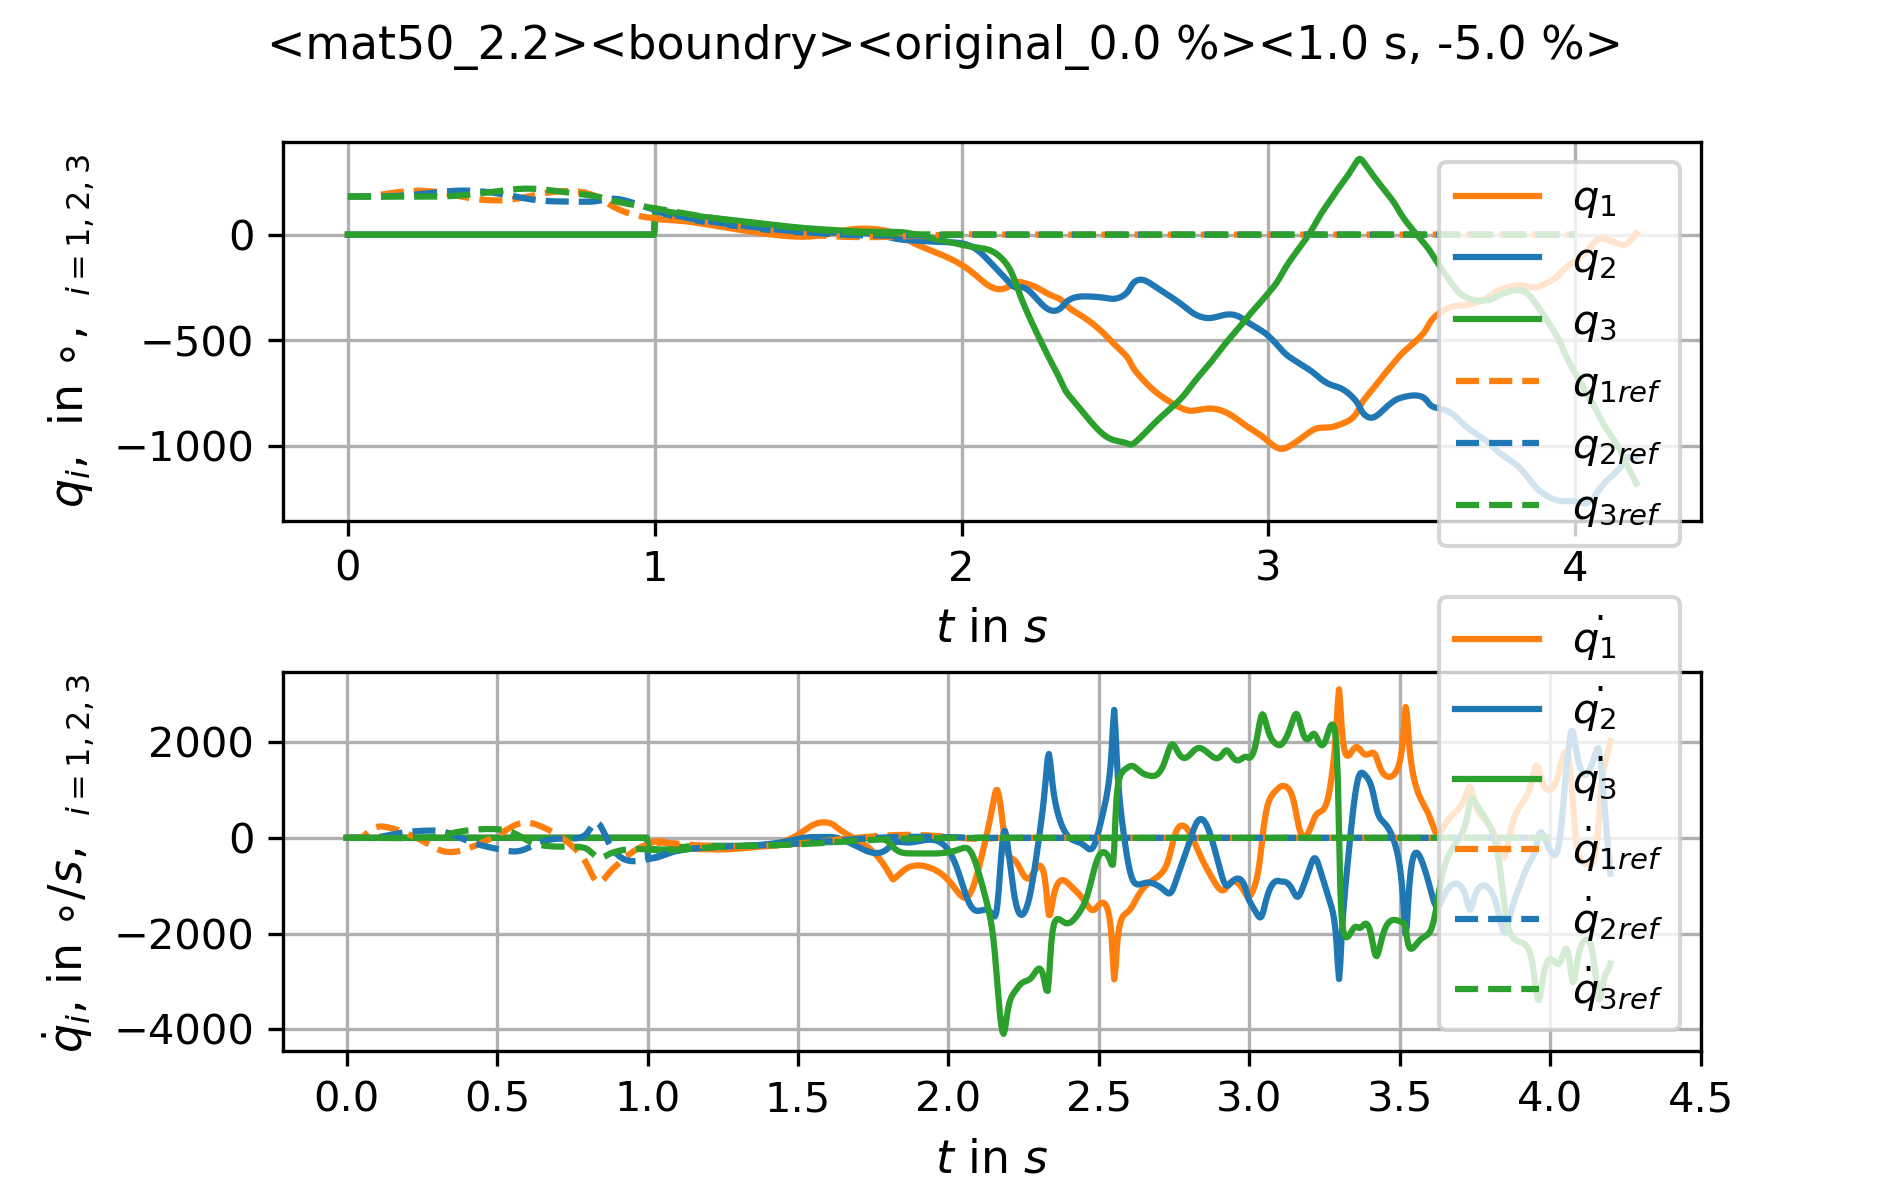 <mat50_2.2><boundry><original_0.0 %><1.0 s, -5.0 %>
qᵢ, in °, i = 1, 2, 3
0
−500
−1000
q₁
q₂
q₃
q₁ref
q₂ref
q₃ref
0 1 2 3 4
t in s
q̇ᵢ, in °/s, i = 1, 2, 3
2000
0
−2000
−4000
q̇₁
q̇₂
q̇₃
q̇₁ref
q̇₂ref
q̇₃ref
0.0 0.5 1.0 1.5 2.0 2.5 3.0 3.5 4.0 4.5
t in s